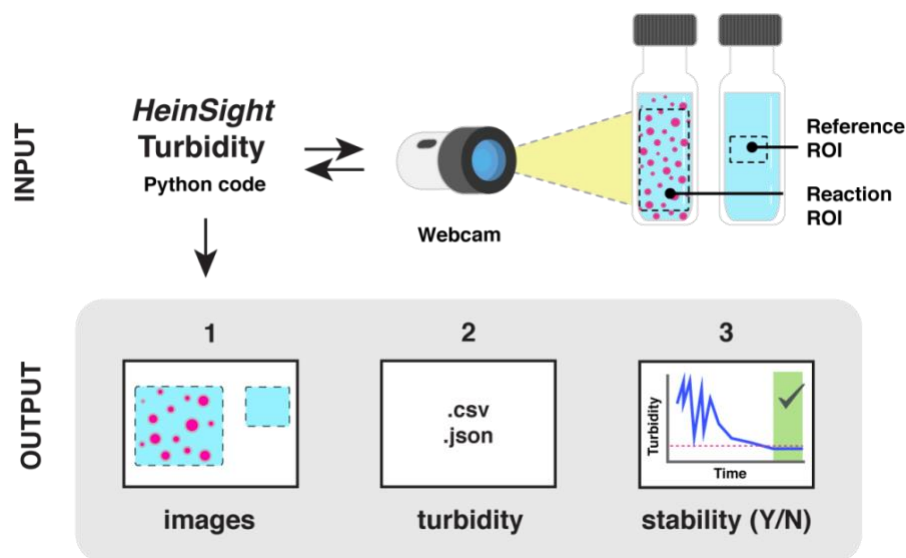 INPUT
HeinSight
Turbidity
Python code
Webcam
Reference
ROI
Reaction
ROI
OUTPUT
1
2
3
.csv
.json
Turbidity
Time
images
turbidity
stability (Y/N)